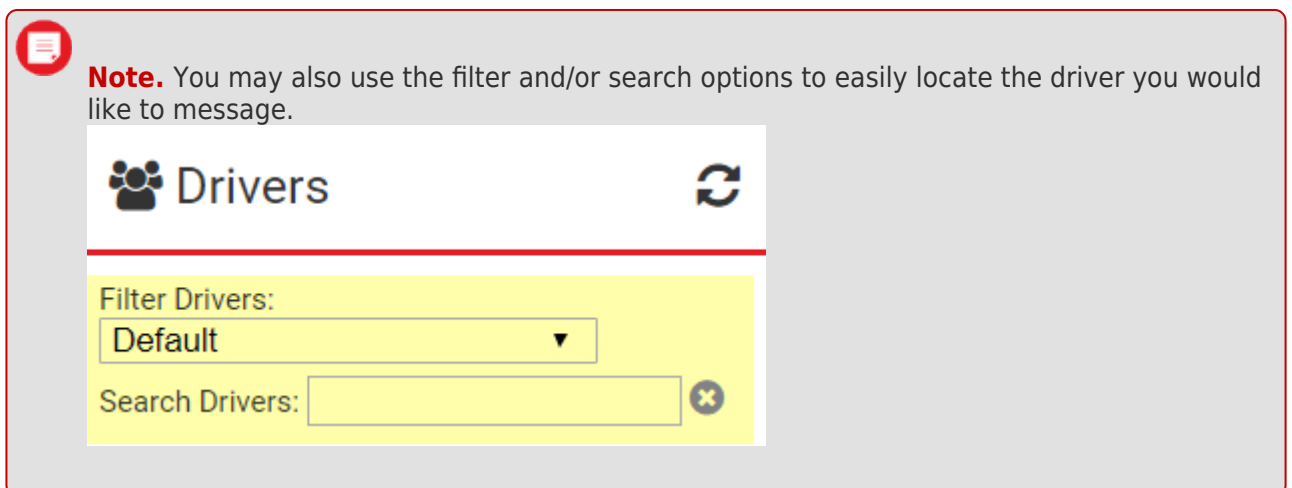 Note. You may also use the filter and/or search options to easily locate the driver you would
like to message.
Drivers
Filter Drivers:
Default
Search Drivers: